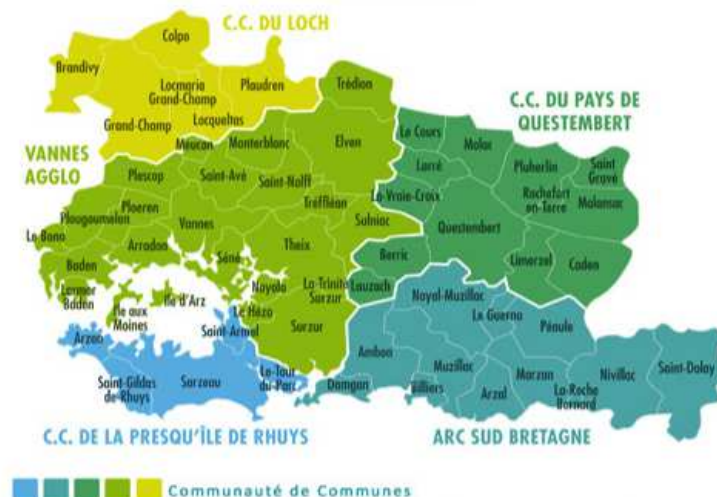 Colpo
C.C. DU LOCH
Brandivy
Locmaria
Grand-Champ
Plaudren
Trédion
C.C. DU PAYS DE
QUESTEMBERT
Grand-Champ
Locqueltas
Le Cours
Molac
Meucon
Monterblanc
Elven
VANNES
AGGLO
Larré
Pluherlin
Saint
Gravé
Plescop
Saint-Avé
Saint-Nolff
La-Vraie-Croix
Rochefort
en-Terre
Malansac
Ploeren
Tréffléan
Plougoumelen
Vannes
Sulniac
Questembert
Le Bono
Arradon
Séné
Theix
Berric
Limerzel
Caden
Baden
Noyalo
La-Trinité
Surzur
Lauzach
Larmor
Baden
Île d'Arz
Noyal-Muzillac
Île aux
Moines
Le Hézo
Le Guerno
Péaule
Arzon
Saint-Armel
Surzur
Ambon
Saint-Gildas
de-Rhuys
Sarzeau
Le-Tour
du-Parc
Damgan
Muzillac
Billiers
Arzal
Marzan
La-Roche
Bernard
Nivillac
Saint-Dolay
C.C. DE LA PRESQU'ÎLE DE RHUYS
ARC SUD BRETAGNE
Communauté de Communes